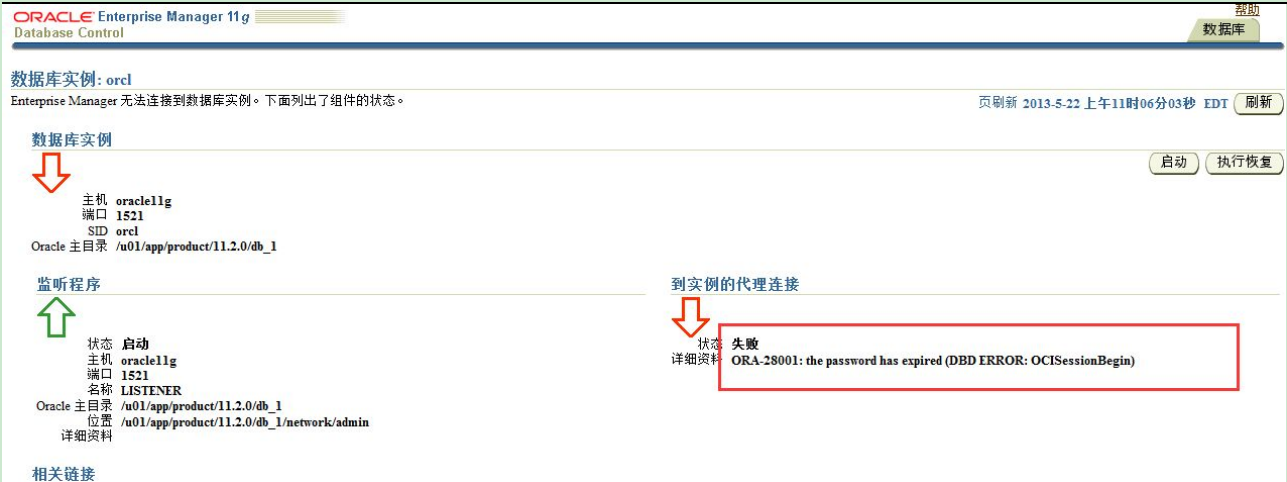 ORACLE Enterprise Manager 11g
Database Control
帮助
数据库
数据库实例: orcl
Enterprise Manager 无法连接到数据库实例。下面列出了组件的状态。
页刷新 2013-5-22 上午11时06分03秒 EDT 刷新
数据库实例
启动 执行恢复
主机 oracle11g
端口 1521
SID orcl
Oracle 主目录 /u01/app/product/11.2.0/db_1
监听程序
状态 启动
主机 oracle11g
端口 1521
名称 LISTENER
Oracle 主目录 /u01/app/product/11.2.0/db_1
位置 /u01/app/product/11.2.0/db_1/network/admin
详细资料
到实例的代理连接
状态 失败
详细资料 ORA-28001: the password has expired (DBD ERROR: OCISessionBegin)
相关链接